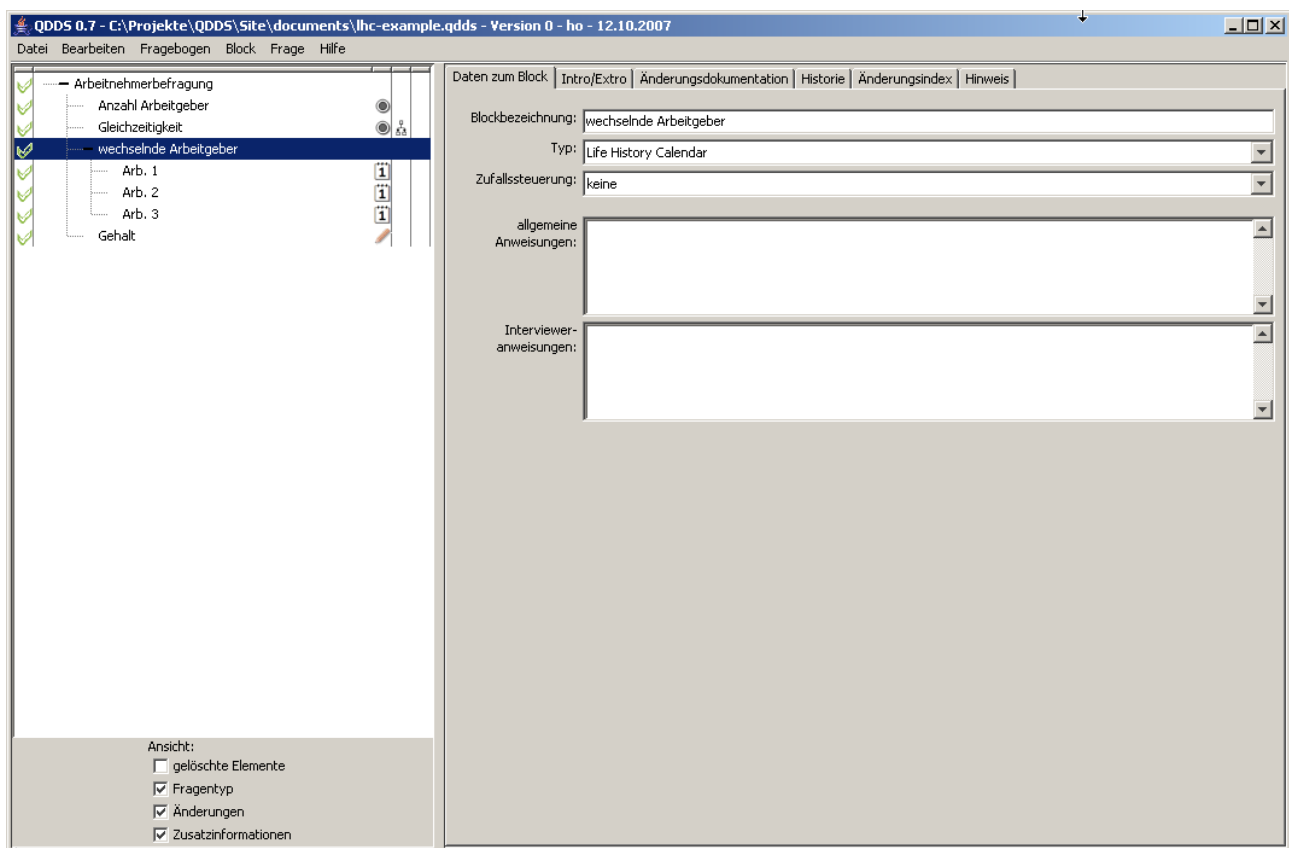 QDDS 0.7 - C:\Projekte\QDDS\Site\documents\lhc-example.qdds - Version 0 - ho - 12.10.2007
Datei Bearbeiten Fragebogen Block Frage Hilfe
Arbeitnehmerbefragung
Anzahl Arbeitgeber
Gleichzeitigkeit
wechselnde Arbeitgeber
Arb. 1 1
Arb. 2 1
Arb. 3 1
Gehalt
Ansicht:
gelöschte Elemente
Fragentyp
Änderungen
Zusatzinformationen
Daten zum Block Intro/Extro Änderungsdokumentation Historie Änderungsindex Hinweis
Blockbezeichnung: wechselnde Arbeitgeber
Typ: Life History Calendar
Zufallssteuerung: keine
allgemeine
Anweisungen:
Interviewer-
anweisungen: